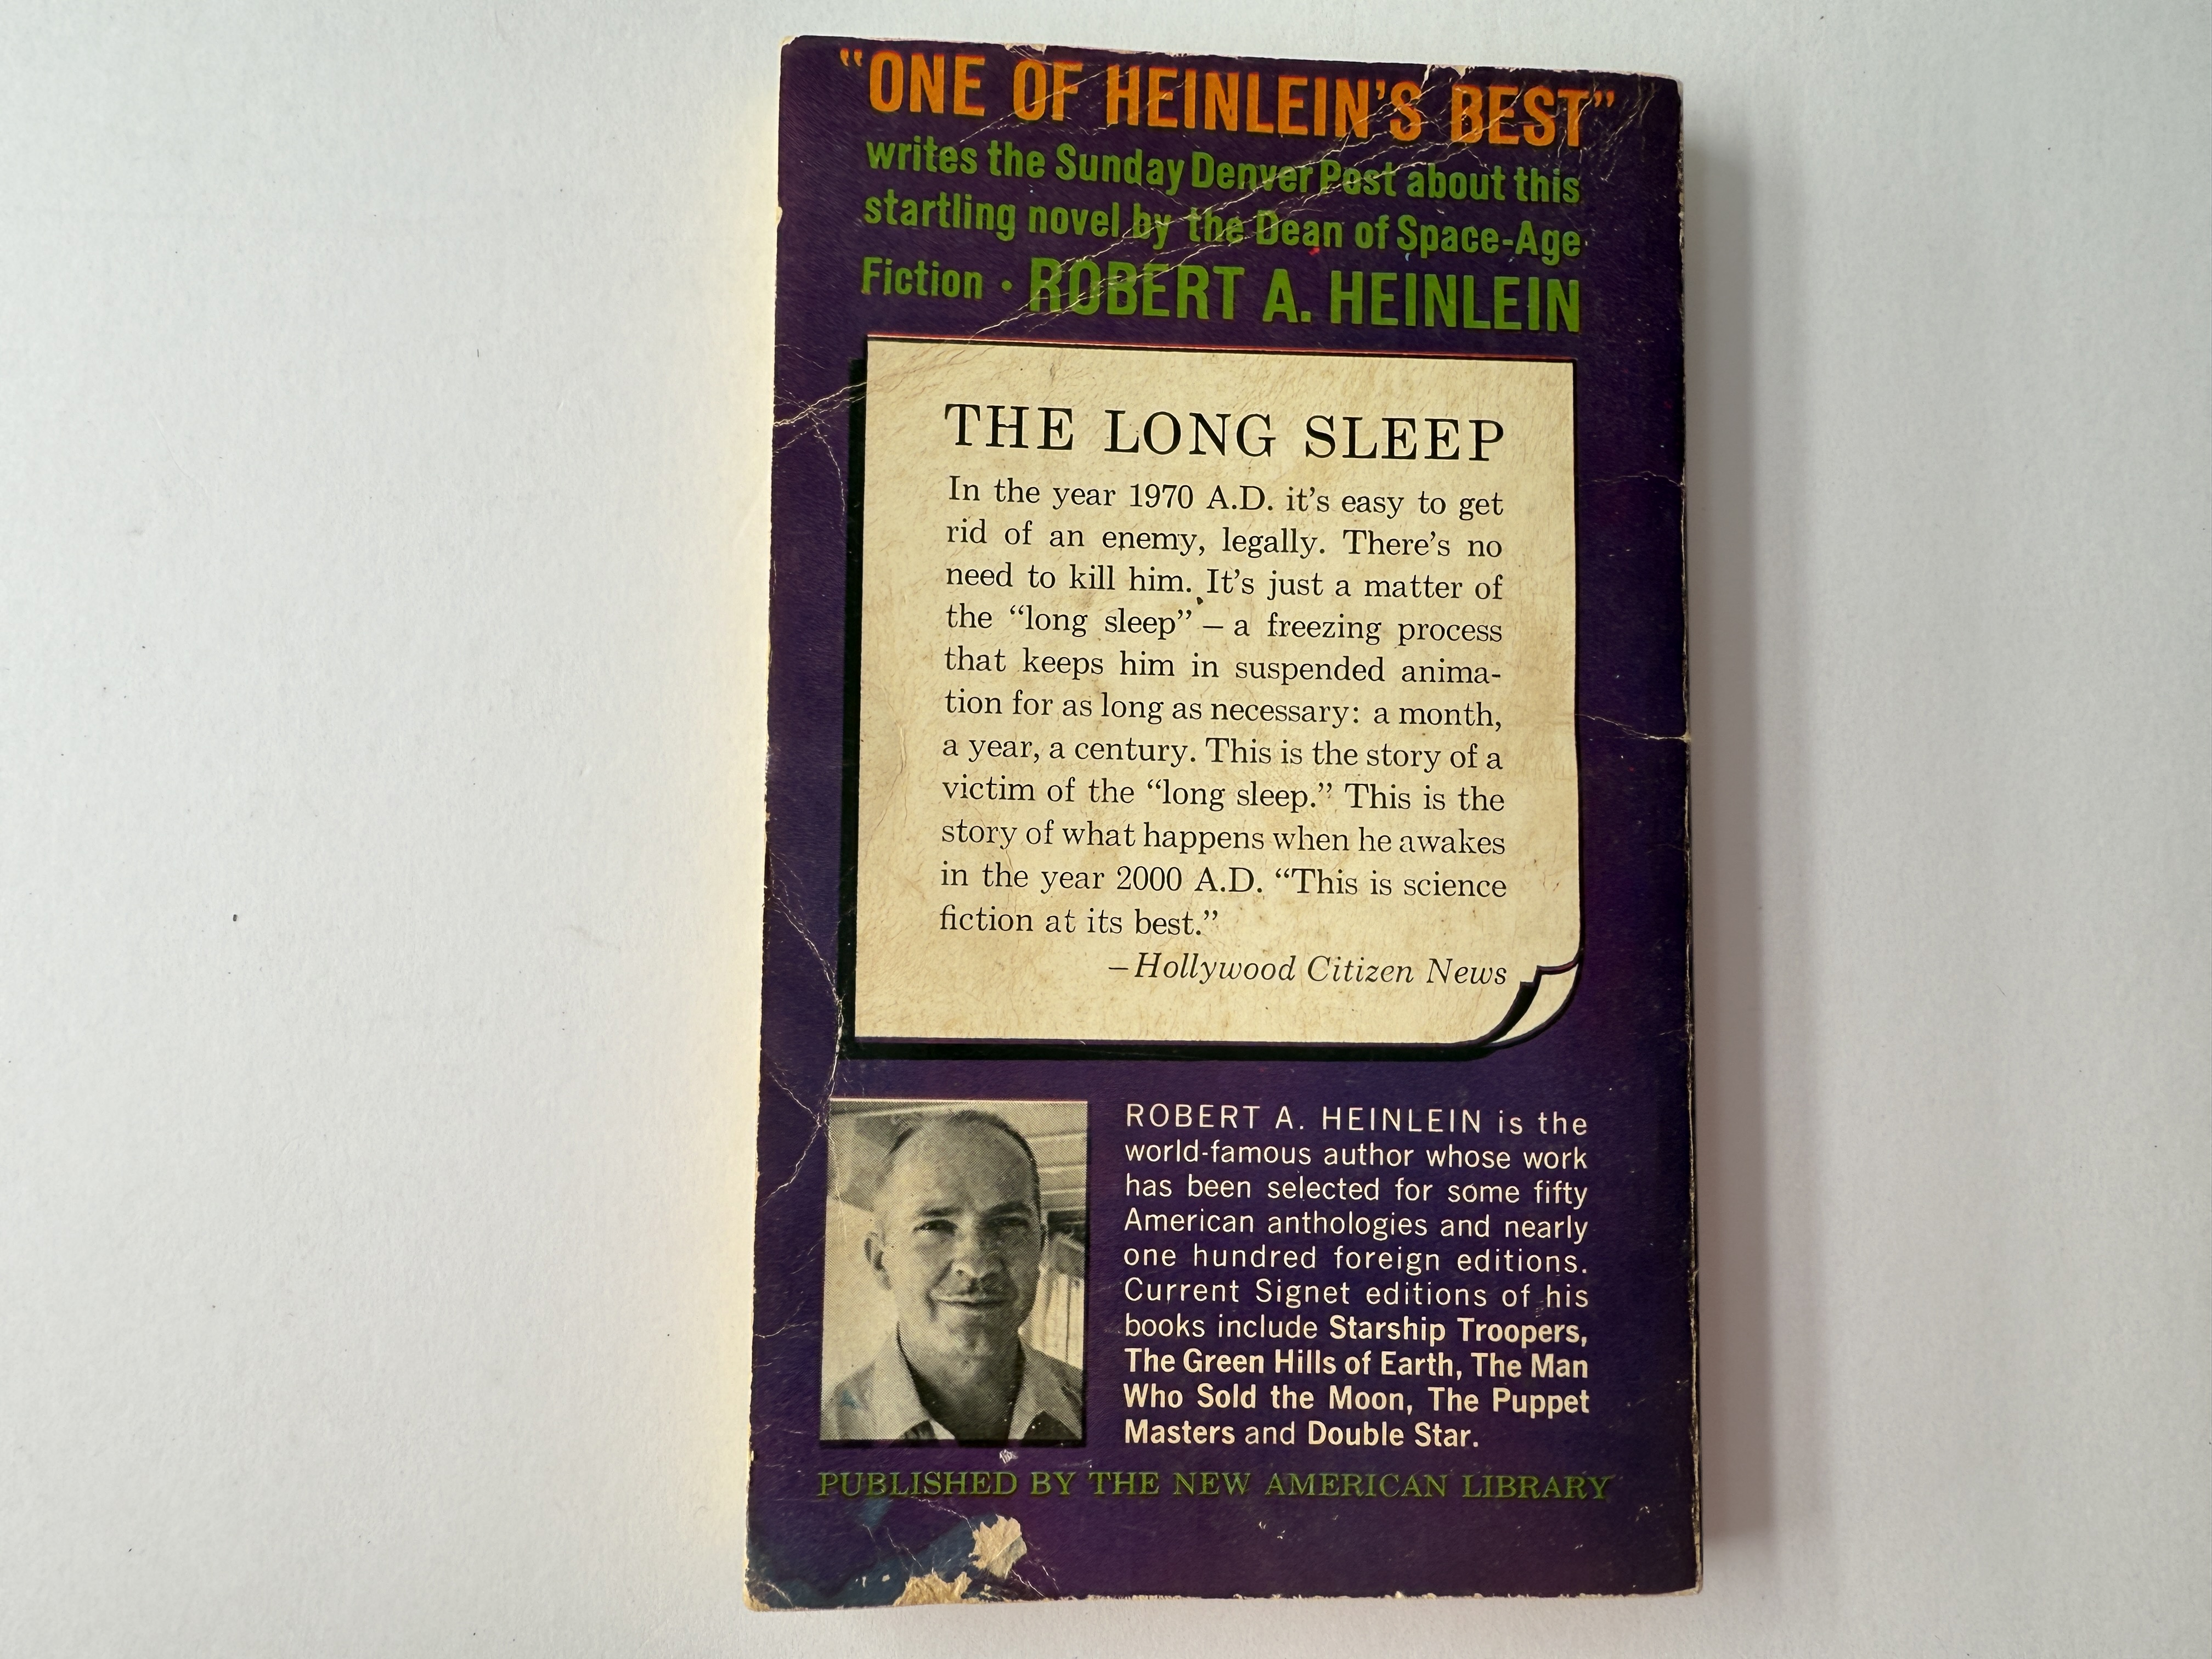 “ONE OF HEINLEIN’S BEST”
writes the Sunday Denver Post about this
startling novel by the Dean of Space-Age
Fiction · ROBERT A. HEINLEIN
THE LONG SLEEP
In the year 1970 A.D. it’s easy to get
rid of an enemy, legally. There’s no
need to kill him. It’s just a matter of
the “long sleep” – a freezing process
that keeps him in suspended anima-
tion for as long as necessary: a month,
a year, a century. This is the story of a
victim of the “long sleep.” This is the
story of what happens when he awakes
in the year 2000 A.D. “This is science
fiction at its best.”
– Hollywood Citizen News
ROBERT A. HEINLEIN is the
world-famous author whose work
has been selected for some fifty
American anthologies and nearly
one hundred foreign editions.
Current Signet editions of his
books include Starship Troopers,
The Green Hills of Earth, The Man
Who Sold the Moon, The Puppet
Masters and Double Star.
PUBLISHED BY THE NEW AMERICAN LIBRARY